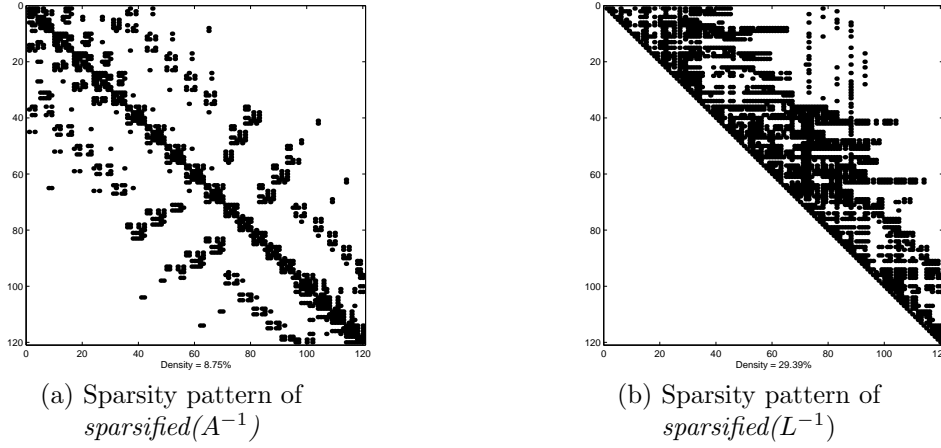 0
20
40
60
80
100
120
0 20 40 60 80 100 120
Density = 8.75%
(a) Sparsity pattern of
sparsified(A⁻¹)
0
20
40
60
80
100
120
0 20 40 60 80 100 120
Density = 29.39%
(b) Sparsity pattern of
sparsified(L⁻¹)